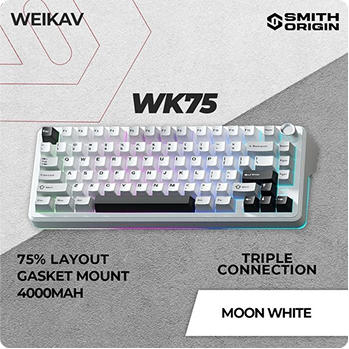 WEIKAV
SMITH
ORIGIN
WK75
75% LAYOUT
GASKET MOUNT
4000MAH
TRIPLE
CONNECTION
MOON WHITE